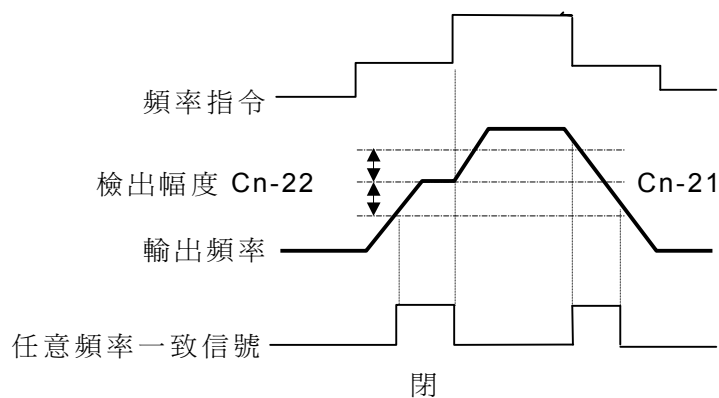 頻率指令
檢出幅度 Cn-22
Cn-21
輸出頻率
任意頻率一致信號
閉